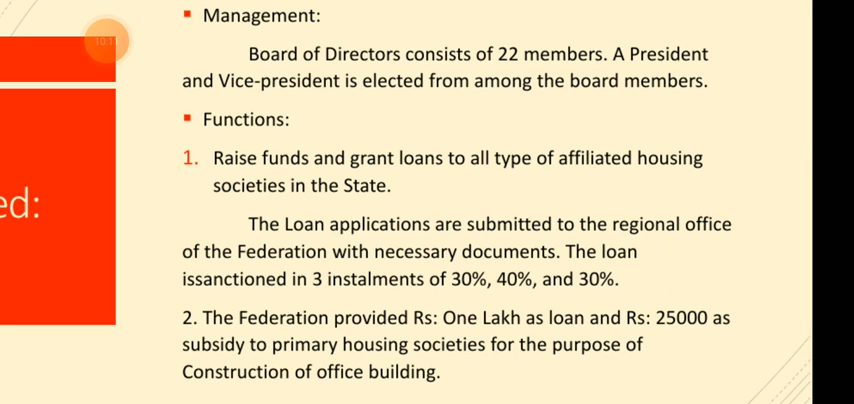 ▪ Management:
Board of Directors consists of 22 members. A President
and Vice-president is elected from among the board members.
▪ Functions:
1. Raise funds and grant loans to all type of affiliated housing
societies in the State.
The Loan applications are submitted to the regional office
of the Federation with necessary documents. The loan
issanctioned in 3 instalments of 30%, 40%, and 30%.
2. The Federation provided Rs: One Lakh as loan and Rs: 25000 as
subsidy to primary housing societies for the purpose of
Construction of office building.
ed: